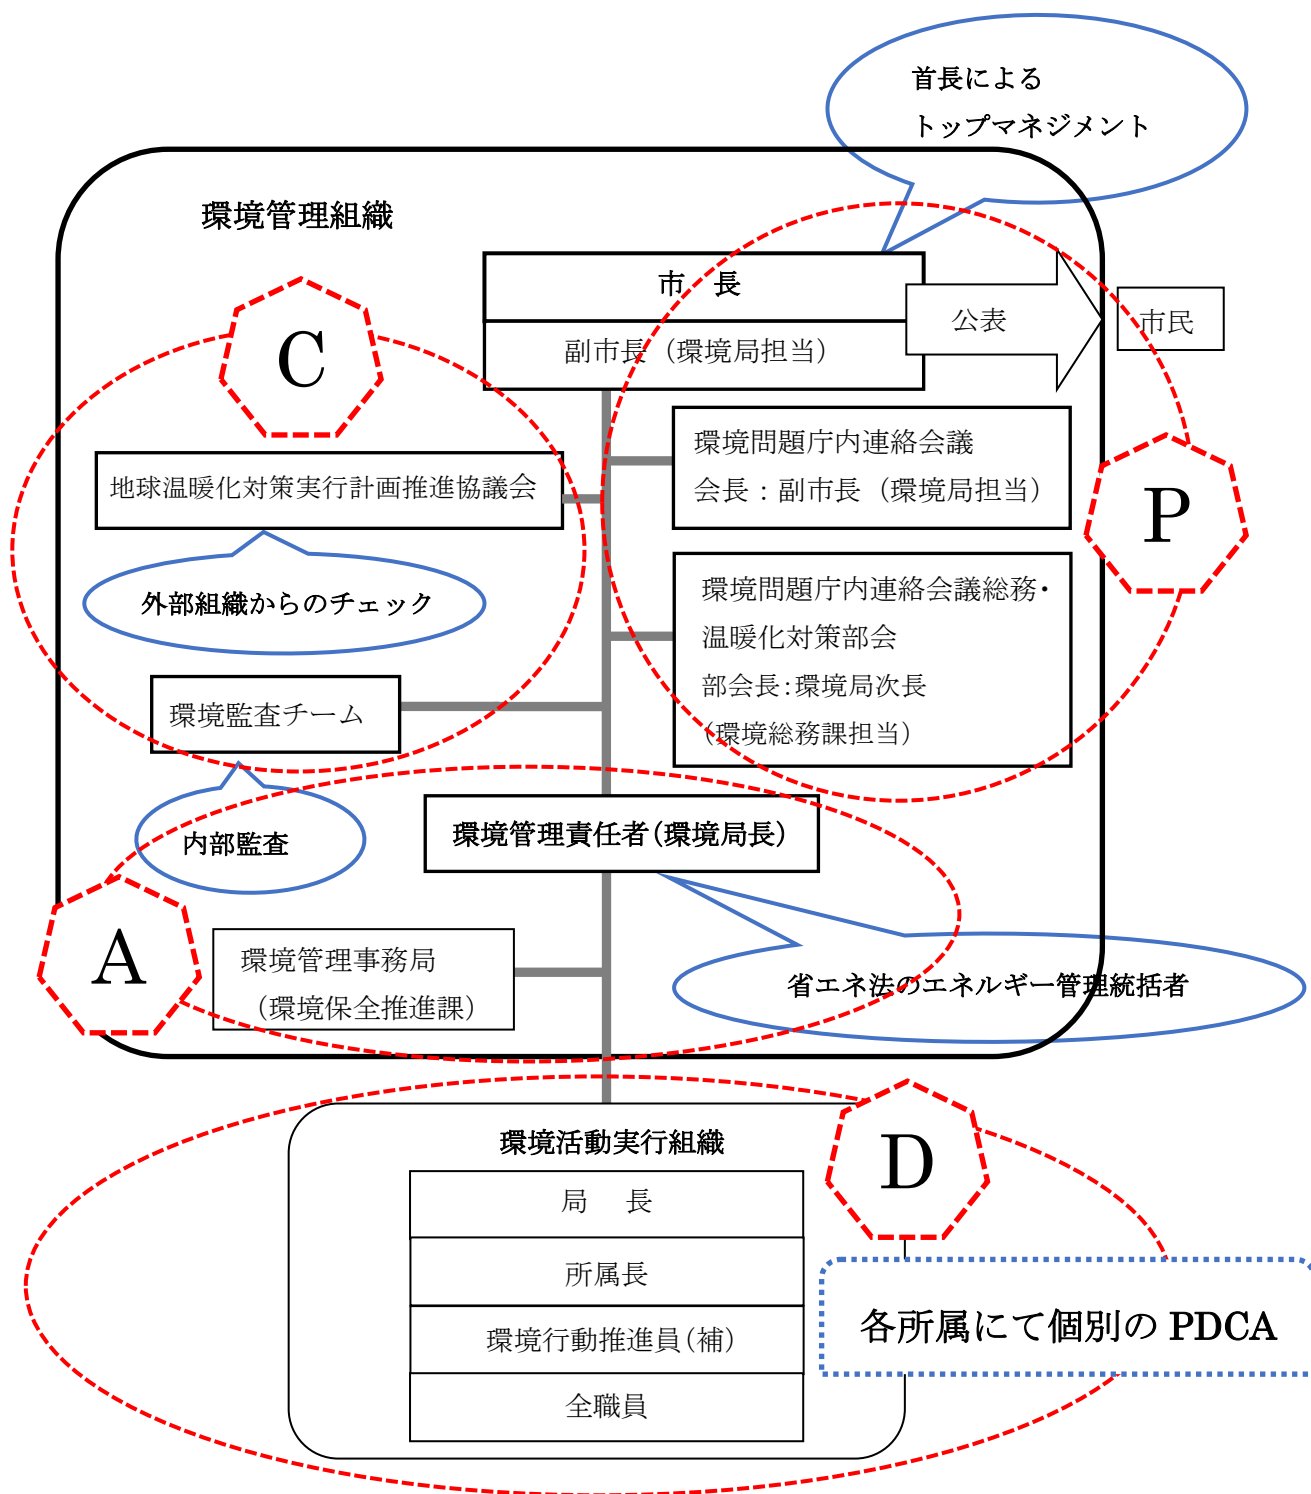 首長による
トップマネジメント
環境管理組織
市　長
副市長（環境局担当）
公表
市民
C
環境問題庁内連絡会議
会長：副市長（環境局担当）
地球温暖化対策実行計画推進協議会
P
外部組織からのチェック
環境問題庁内連絡会議総務・
温暖化対策部会
部会長：環境局次長
（環境総務課担当）
環境監査チーム
内部監査
環境管理責任者（環境局長）
A
環境管理事務局
（環境保全推進課）
省エネ法のエネルギー管理統括者
環境活動実行組織
D
局　長
所属長
環境行動推進員（補）
全職員
各所属にて個別の PDCA